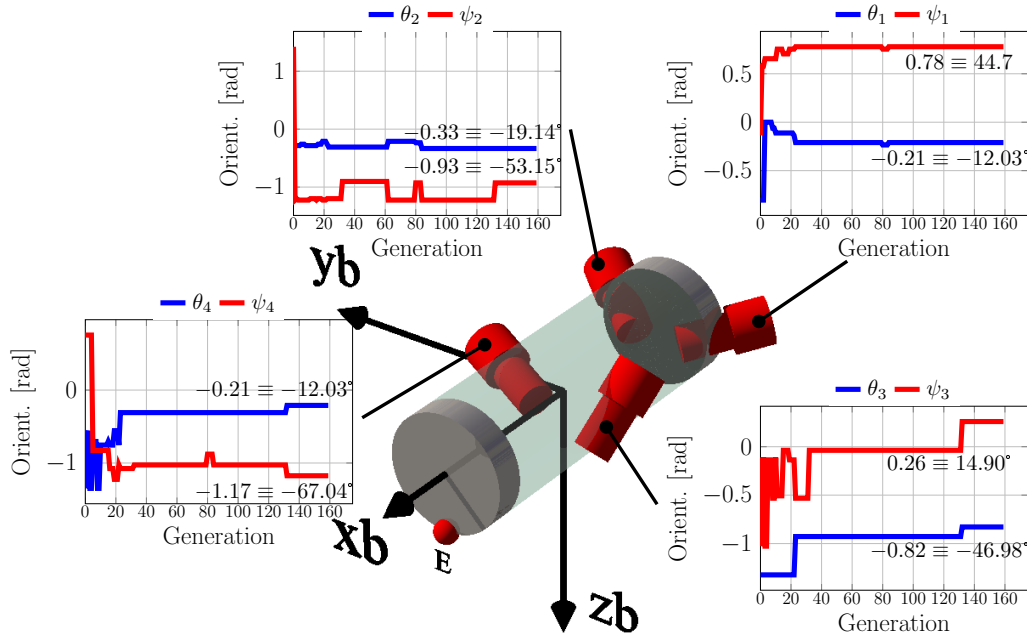 θ₂ ψ₂
Orient. [rad]
1
0
−1
−0.33 ≡ −19.14°
−0.93 ≡ −53.15°
0 20 40 60 80 100 120 140 160
Generation
θ₁ ψ₁
Orient. [rad]
0.5
0
−0.5
0.78 ≡ 44.7
−0.21 ≡ −12.03°
0 20 40 60 80 100 120 140 160
Generation
θ₄ ψ₄
Orient. [rad]
0
−1
−0.21 ≡ −12.03°
−1.17 ≡ −67.04°
0 20 40 60 80 100 120 140 160
Generation
θ₃ ψ₃
Orient. [rad]
0
−0.5
−1
0.26 ≡ 14.90°
−0.82 ≡ −46.98°
0 20 40 60 80 100 120 140 160
Generation
yb
xb
E
zb